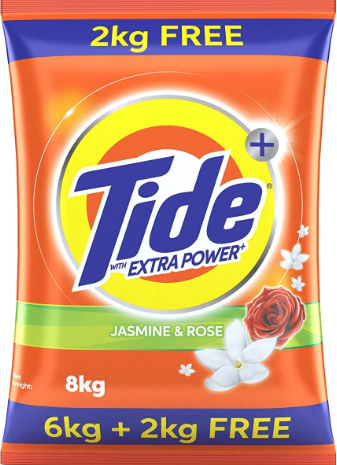 2kg FREE
+
Tide®
WITH EXTRA POWER+
JASMINE & ROSE
8kg
6kg + 2kg FREE